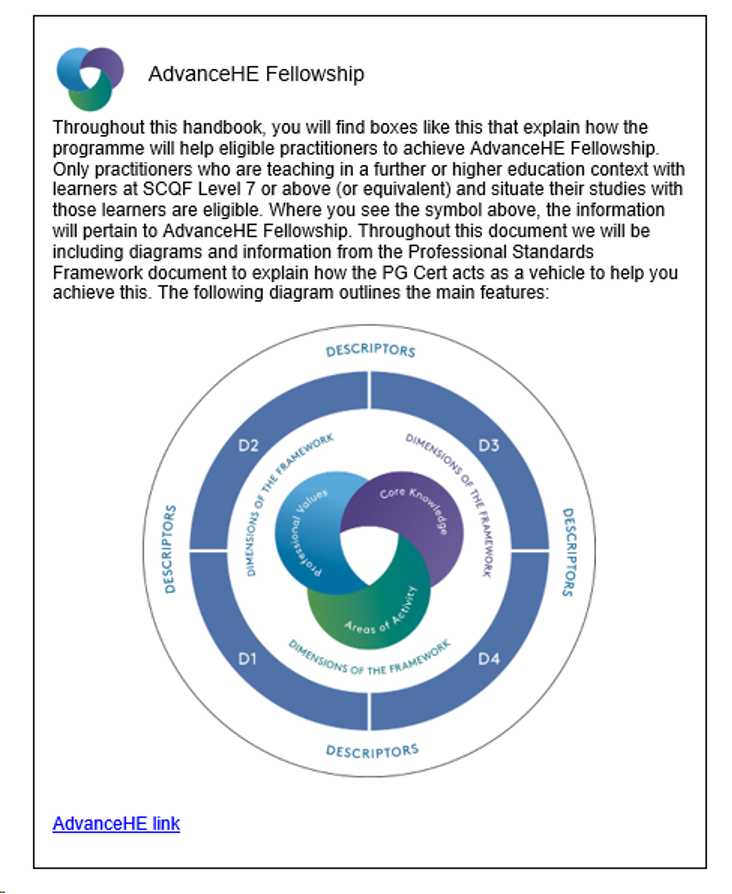 AdvanceHE Fellowship
Throughout this handbook, you will find boxes like this that explain how the
programme will help eligible practitioners to achieve AdvanceHE Fellowship.
Only practitioners who are teaching in a further or higher education context with
learners at SCQF Level 7 or above (or equivalent) and situate their studies with
those learners are eligible. Where you see the symbol above, the information
will pertain to AdvanceHE Fellowship. Throughout this document we will be
including diagrams and information from the Professional Standards
Framework document to explain how the PG Cert acts as a vehicle to help you
achieve this. The following diagram outlines the main features:
DESCRIPTORS
D2
D3
DIMENSIONS OF THE FRAMEWORK
DIMENSIONS OF THE FRAMEWORK
Professional Values
Core Knowledge
DESCRIPTORS
DESCRIPTORS
Areas of Activity
DIMENSIONS OF THE FRAMEWORK
D1
D4
DESCRIPTORS
AdvanceHE link